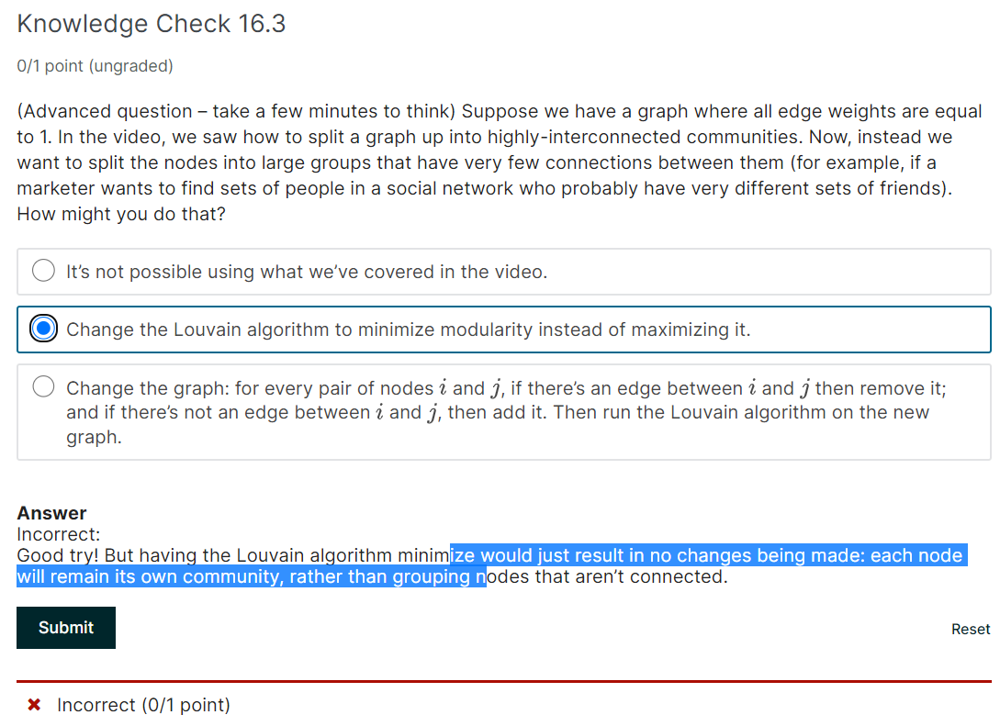 Knowledge Check 16.3
0/1 point (ungraded)
(Advanced question – take a few minutes to think) Suppose we have a graph where all edge weights are equal
to 1. In the video, we saw how to split a graph up into highly-interconnected communities. Now, instead we
want to split the nodes into large groups that have very few connections between them (for example, if a
marketer wants to find sets of people in a social network who probably have very different sets of friends).
How might you do that?
It’s not possible using what we’ve covered in the video.
Change the Louvain algorithm to minimize modularity instead of maximizing it.
Change the graph: for every pair of nodes i and j, if there’s an edge between i and j then remove it;
and if there’s not an edge between i and j, then add it. Then run the Louvain algorithm on the new
graph.
Answer
Incorrect:
Good try! But having the Louvain algorithm minimize would just result in no changes being made: each node
will remain its own community, rather than grouping nodes that aren’t connected.
Submit
Reset
Incorrect (0/1 point)